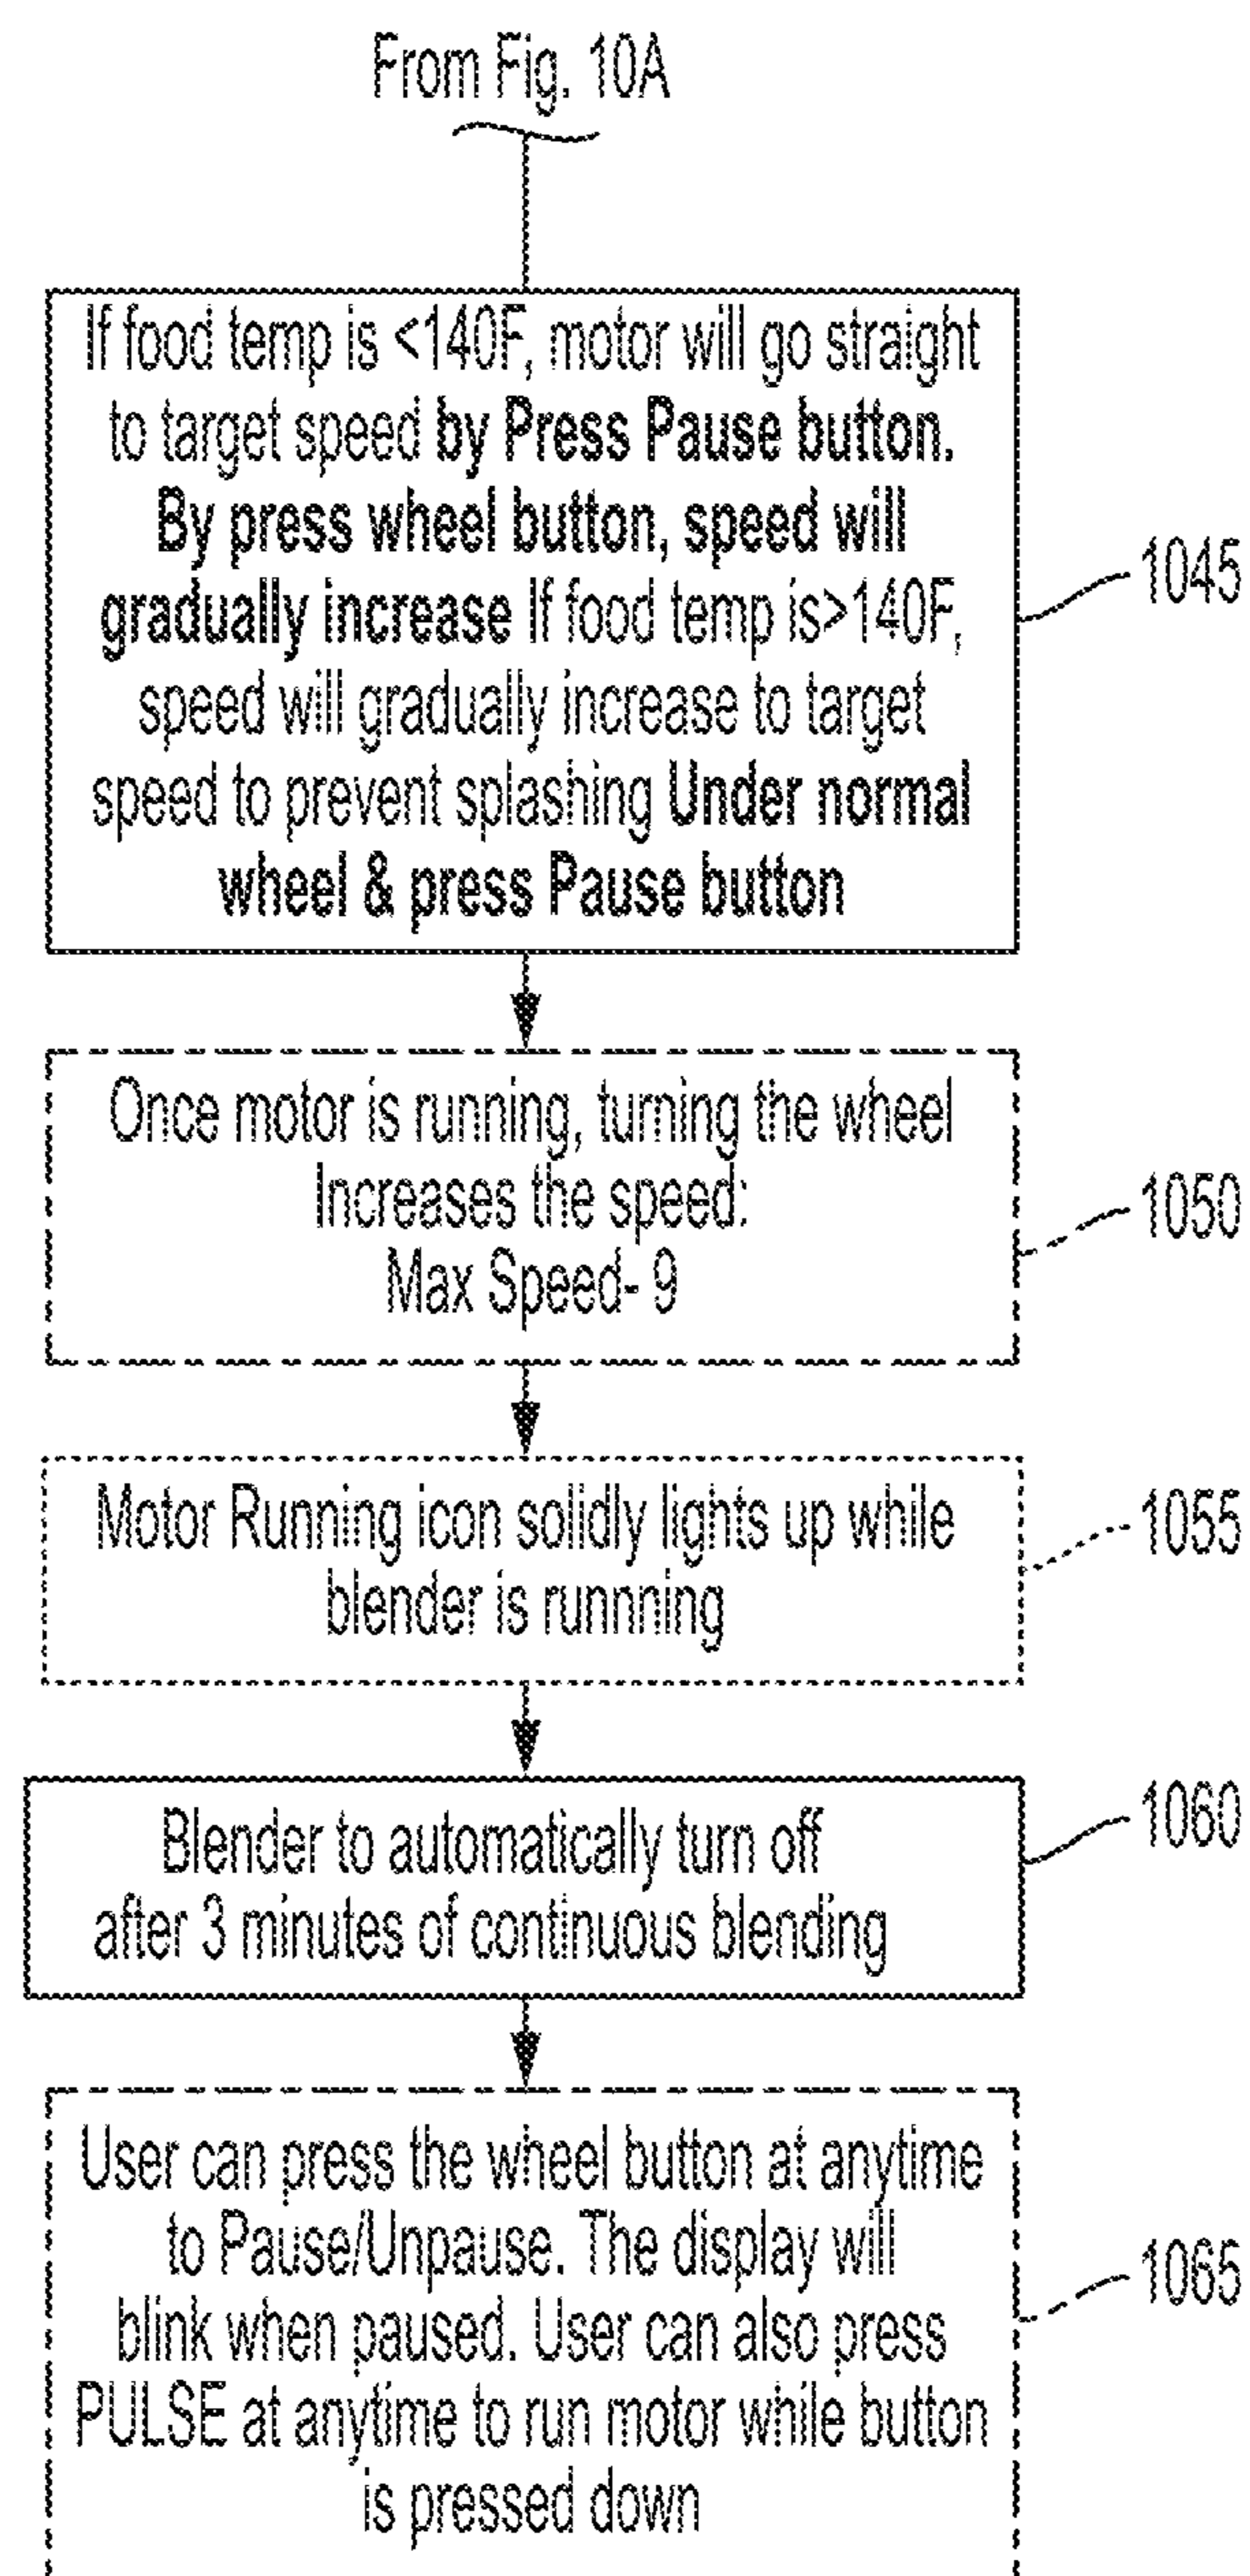 From Fig. 10A
If food temp is <140F, motor will go straight
to target speed by Press Pause button.
By press wheel button, speed will
gradually increase If food temp is>140F,
speed will gradually increase to target
speed to prevent splashing Under normal
wheel & press Pause button
1045
Once motor is running, turning the wheel
Increases the speed:
Max Speed- 9
1050
Motor Running icon solidly lights up while
blender is runnning
1055
Blender to automatically turn off
after 3 minutes of continuous blending
1060
User can press the wheel button at anytime
to Pause/Unpause. The display will
blink when paused. User can also press
PULSE at anytime to run motor while button
is pressed down
1065